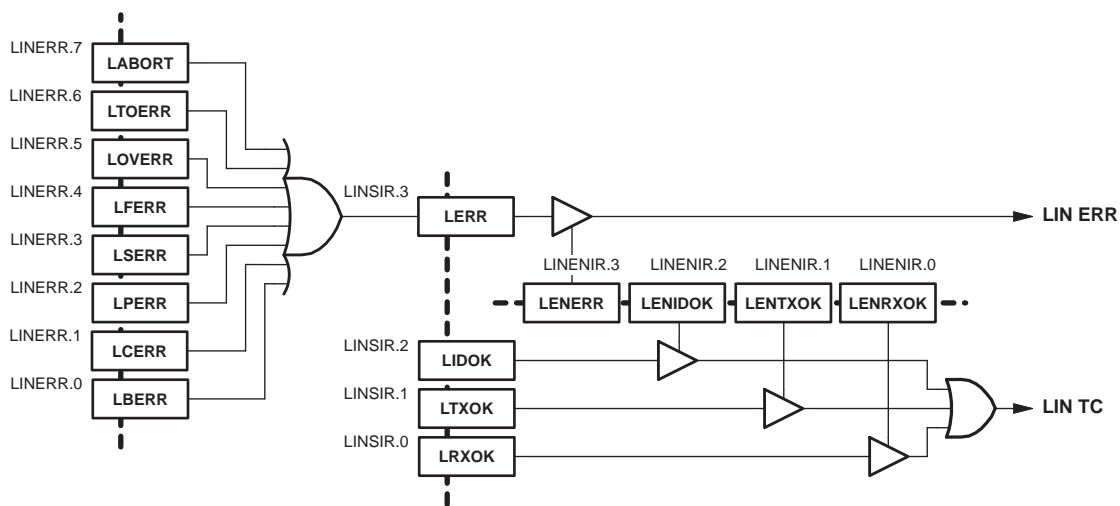 LINERR.7
LABORT
LINERR.6
LTOERR
LINERR.5
LOVERR
LINERR.4
LFERR
LINERR.3
LSERR
LINERR.2
LPERR
LINERR.1
LCERR
LINERR.0
LBERR
LINSIR.3
LERR
LIN ERR
LINENIR.3
LINENIR.2
LINENIR.1
LINENIR.0
LENERR
LENIDOK
LENTXOK
LENRXOK
LINSIR.2
LIDOK
LINSIR.1
LTXOK
LIN TC
LINSIR.0
LRXOK